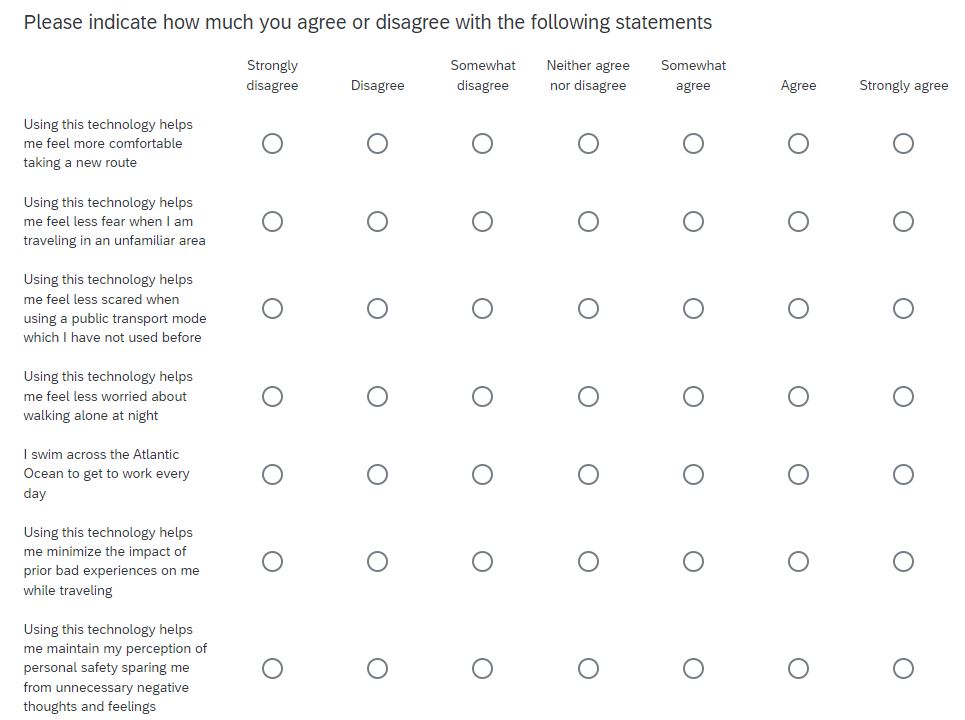 Please indicate how much you agree or disagree with the following statements
Strongly disagree
Disagree
Somewhat disagree
Neither agree nor disagree
Somewhat agree
Agree
Strongly agree
Using this technology helps
me feel more comfortable
taking a new route
Using this technology helps
me feel less fear when I am
traveling in an unfamiliar area
Using this technology helps
me feel less scared when
using a public transport mode
which I have not used before
Using this technology helps
me feel less worried about
walking alone at night
I swim across the Atlantic
Ocean to get to work every
day
Using this technology helps
me minimize the impact of
prior bad experiences on me
while traveling
Using this technology helps
me maintain my perception of
personal safety sparing me
from unnecessary negative
thoughts and feelings